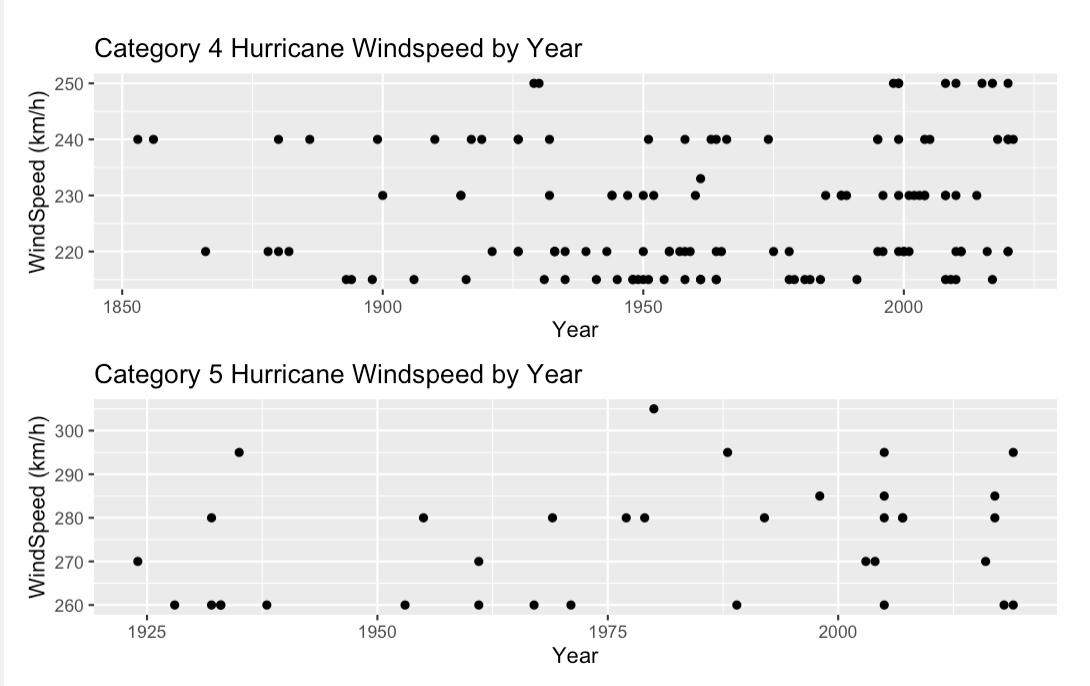 Category 4 Hurricane Windspeed by Year
WindSpeed (km/h)
250
240
230
220
1850 1900 1950 2000
Year
Category 5 Hurricane Windspeed by Year
WindSpeed (km/h)
300
290
280
270
260
1925 1950 1975 2000
Year